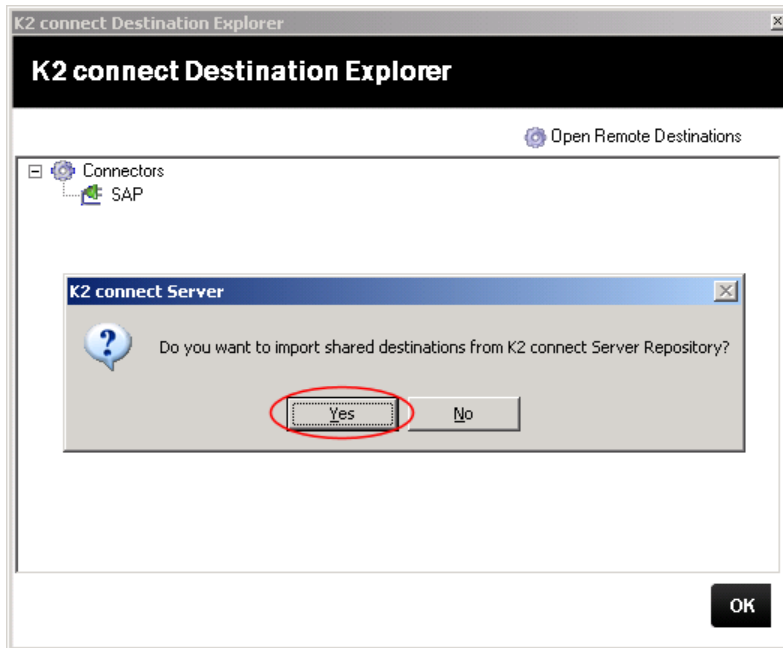 K2 connect Destination Explorer
K2 connect Destination Explorer
Open Remote Destinations
Connectors
SAP
K2 connect Server
Do you want to import shared destinations from K2 connect Server Repository?
Yes No
OK